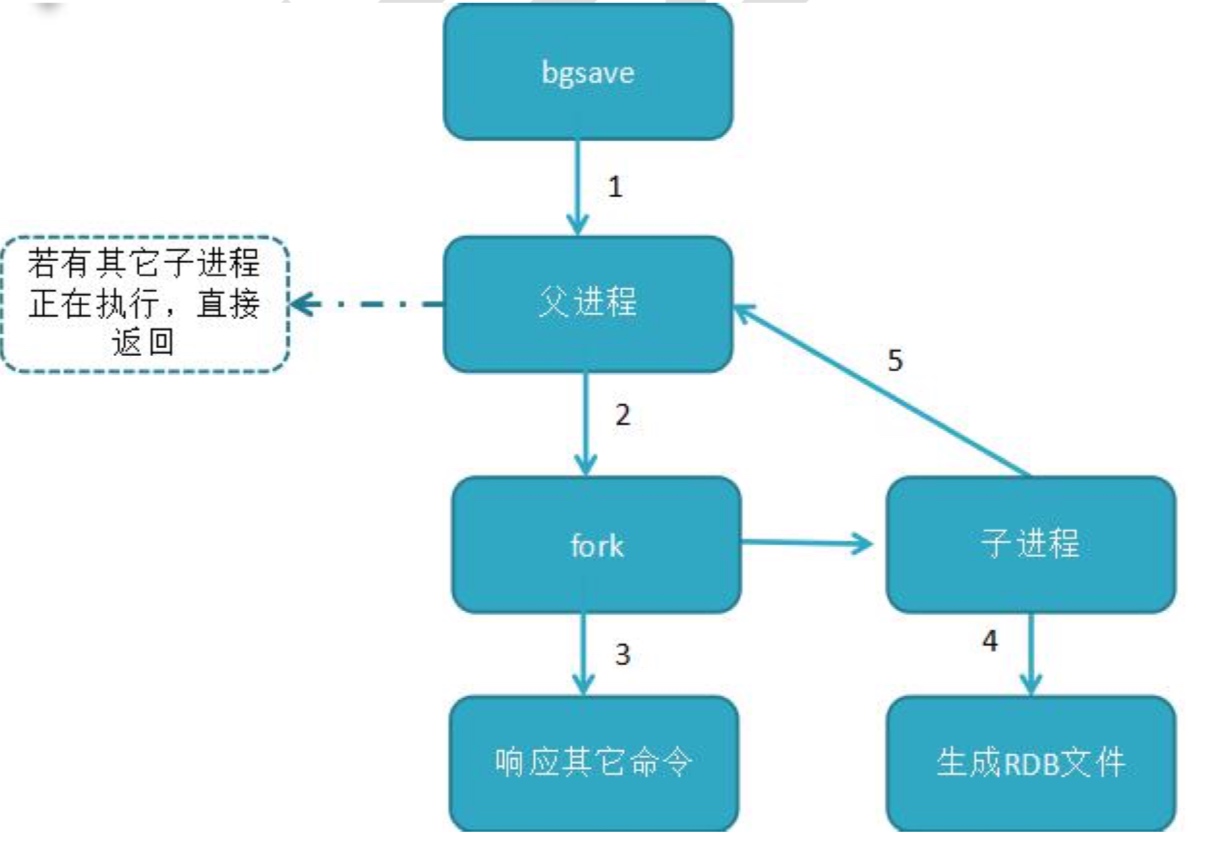 bgsave
1
若有其它子进程
正在执行，直接
返回
父进程
5
2
fork
子进程
3
4
响应其它命令
生成RDB文件